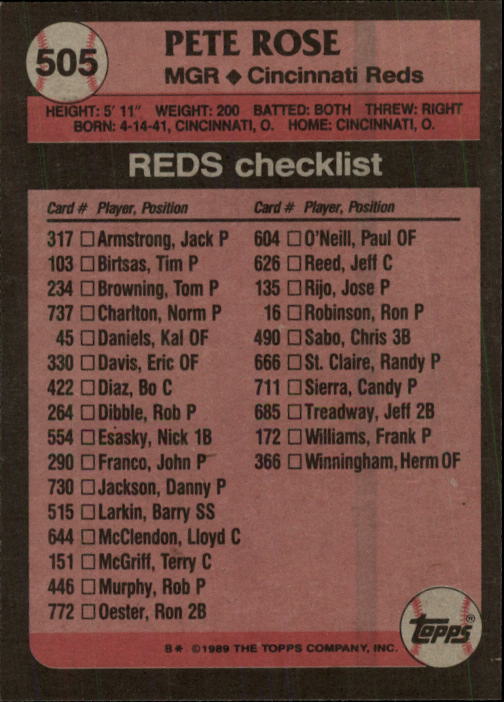 505
PETE ROSE
MGR ◆ Cincinnati Reds
HEIGHT: 5' 11" WEIGHT: 200 BATTED: BOTH THREW: RIGHT
BORN: 4-14-41, CINCINNATI, O. HOME: CINCINNATI, O.
REDS checklist
Card # Player, Position
317 □ Armstrong, Jack P
103 □ Birtsas, Tim P
234 □ Browning, Tom P
737 □ Charlton, Norm P
45 □ Daniels, Kal OF
330 □ Davis, Eric OF
422 □ Diaz, Bo C
264 □ Dibble, Rob P
554 □ Esasky, Nick 1B
290 □ Franco, John P
730 □ Jackson, Danny P
515 □ Larkin, Barry SS
644 □ McClendon, Lloyd C
151 □ McGriff, Terry C
446 □ Murphy, Rob P
772 □ Oester, Ron 2B
Card # Player, Position
604 □ O'Neill, Paul OF
626 □ Reed, Jeff C
135 □ Rijo, Jose P
16 □ Robinson, Ron P
490 □ Sabo, Chris 3B
666 □ St. Claire, Randy P
711 □ Sierra, Candy P
685 □ Treadway, Jeff 2B
172 □ Williams, Frank P
366 □ Winningham, Herm OF
B* ©1989 THE TOPPS COMPANY, INC.
topps®